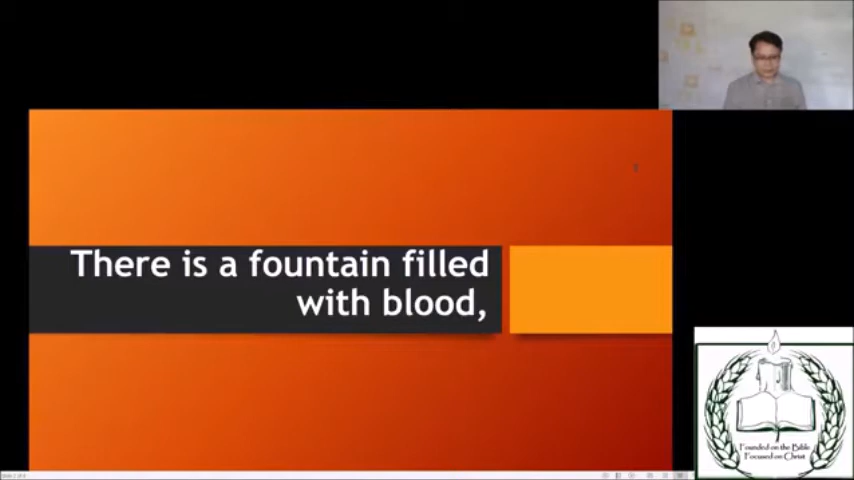 There is a fountain filled
with blood,
Founded on the Bible
Focused on Christ